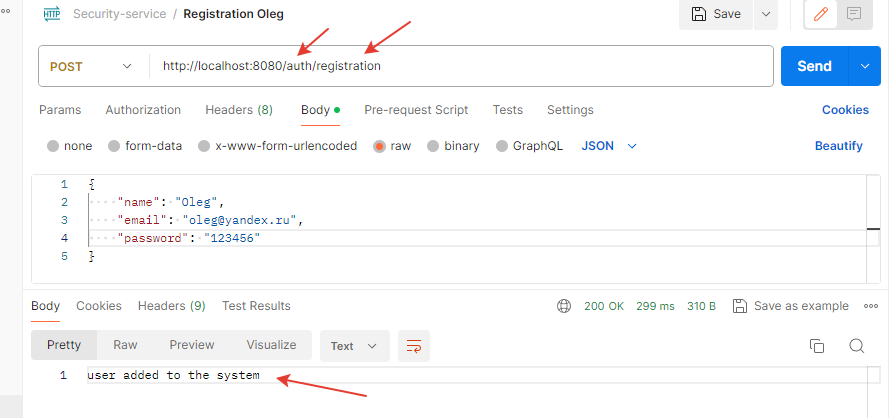 HTTP Security-service / Registration Oleg Save
POST http://localhost:8080/auth/registration Send
Params Authorization Headers (8) Body Pre-request Script Tests Settings Cookies
none form-data x-www-form-urlencoded raw binary GraphQL JSON Beautify
1 {
2 ····"name":·"Oleg",
3 ····"email":·"oleg@yandex.ru",
4 ····"password":·"123456"
5 }
Body Cookies Headers (9) Test Results 200 OK 299 ms 310 B Save as example
Pretty Raw Preview Visualize Text
1 user added to the system